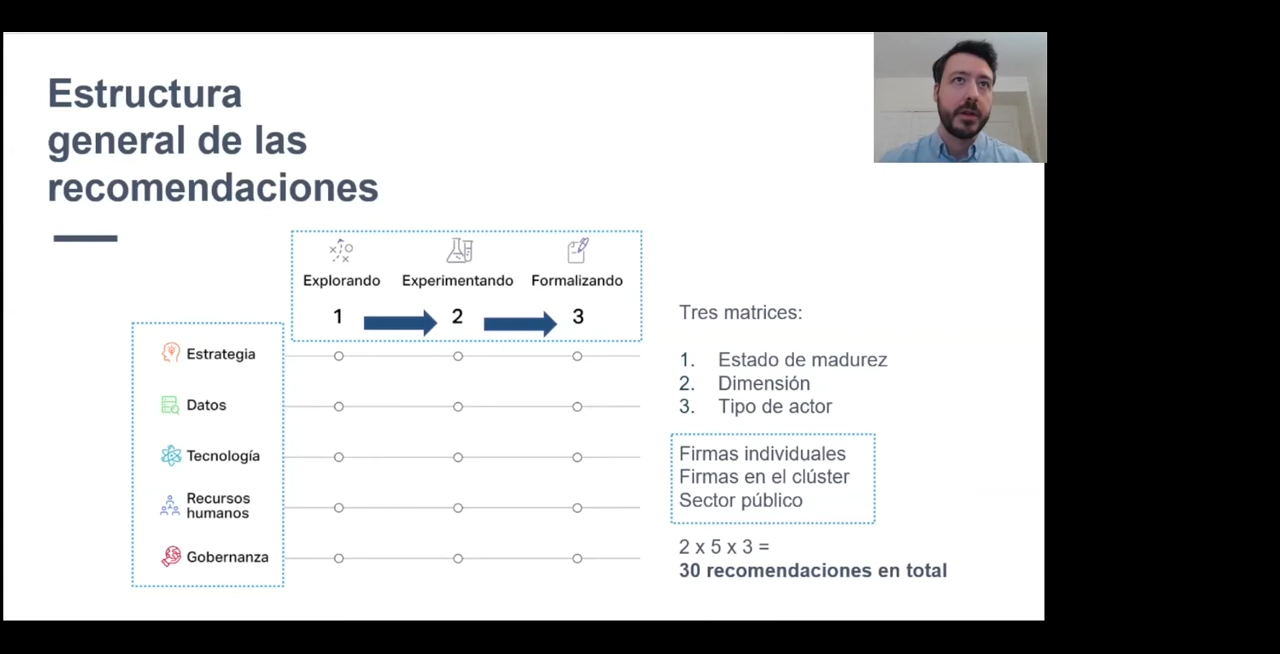 Estructura
general de las
recomendaciones
Explorando
Experimentando
Formalizando
1
2
3
Estrategia
Datos
Tecnología
Recursos
humanos
Gobernanza
Tres matrices:
1. Estado de madurez
2. Dimensión
3. Tipo de actor
Firmas individuales
Firmas en el clúster
Sector público
2 x 5 x 3 =
30 recomendaciones en total